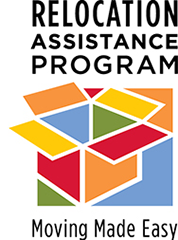 RELOCATION
ASSISTANCE
PROGRAM
Moving Made Easy